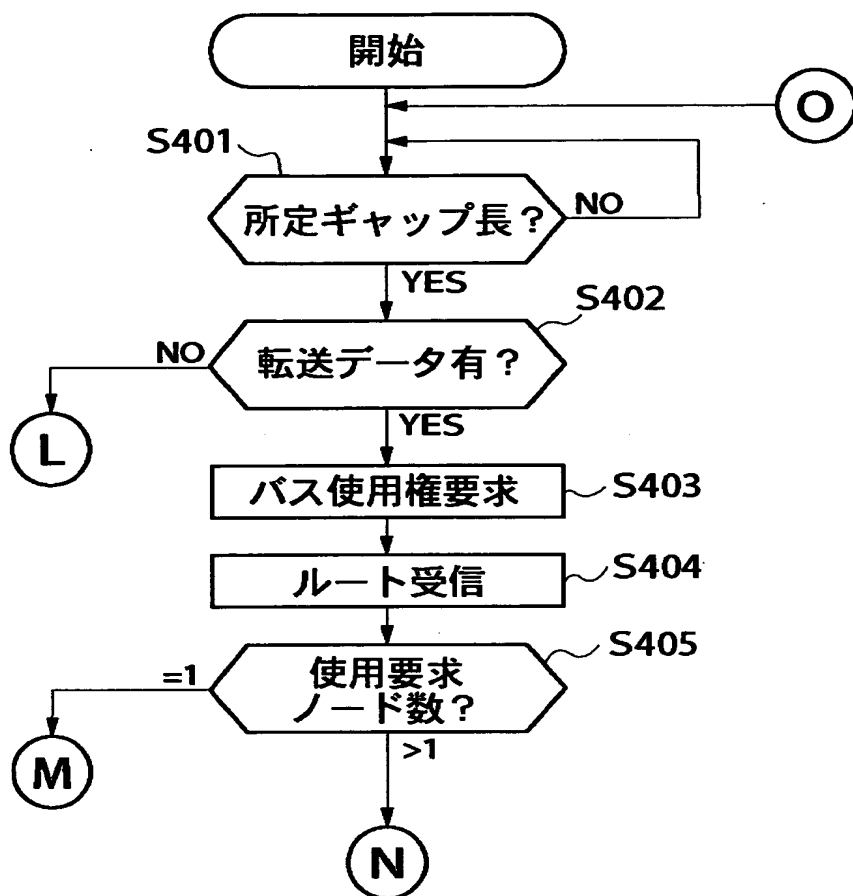 開始
O
S401
所定ギャップ長?
NO
YES
S402
NO
転送データ有?
L
YES
バス使用権要求
S403
ルート受信
S404
S405
=1
使用要求
ノード数?
M
>1
N